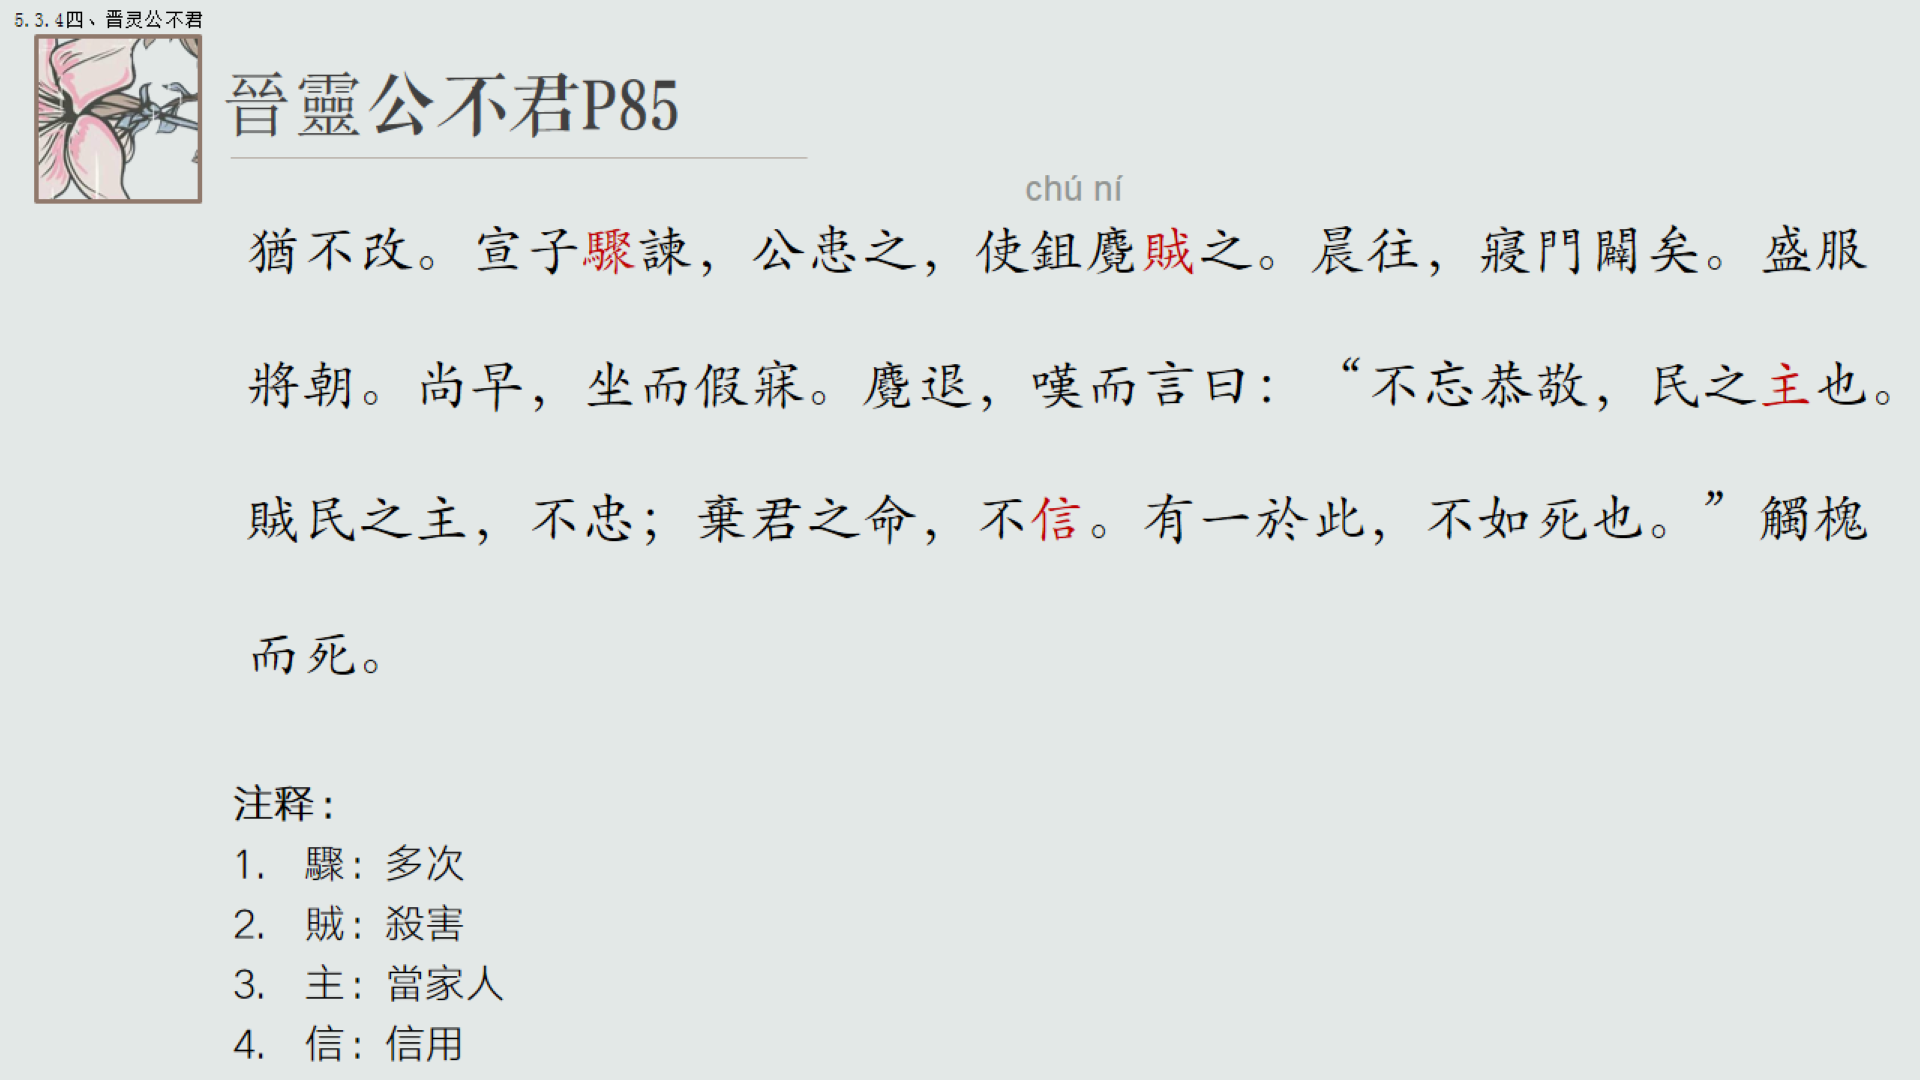 5.3.4四、晋灵公不君
晉靈公不君P85
chú ní
猶不改。宣子驟諫，公患之，使鉏麑賊之。晨往，寢門闢矣。盛服
將朝。尚早，坐而假寐。麑退，嘆而言曰：“不忘恭敬，民之主也。
賊民之主，不忠；棄君之命，不信。有一於此，不如死也。”觸槐
而死。
注释：
1. 驟：多次
2. 賊：殺害
3. 主：當家人
4. 信：信用